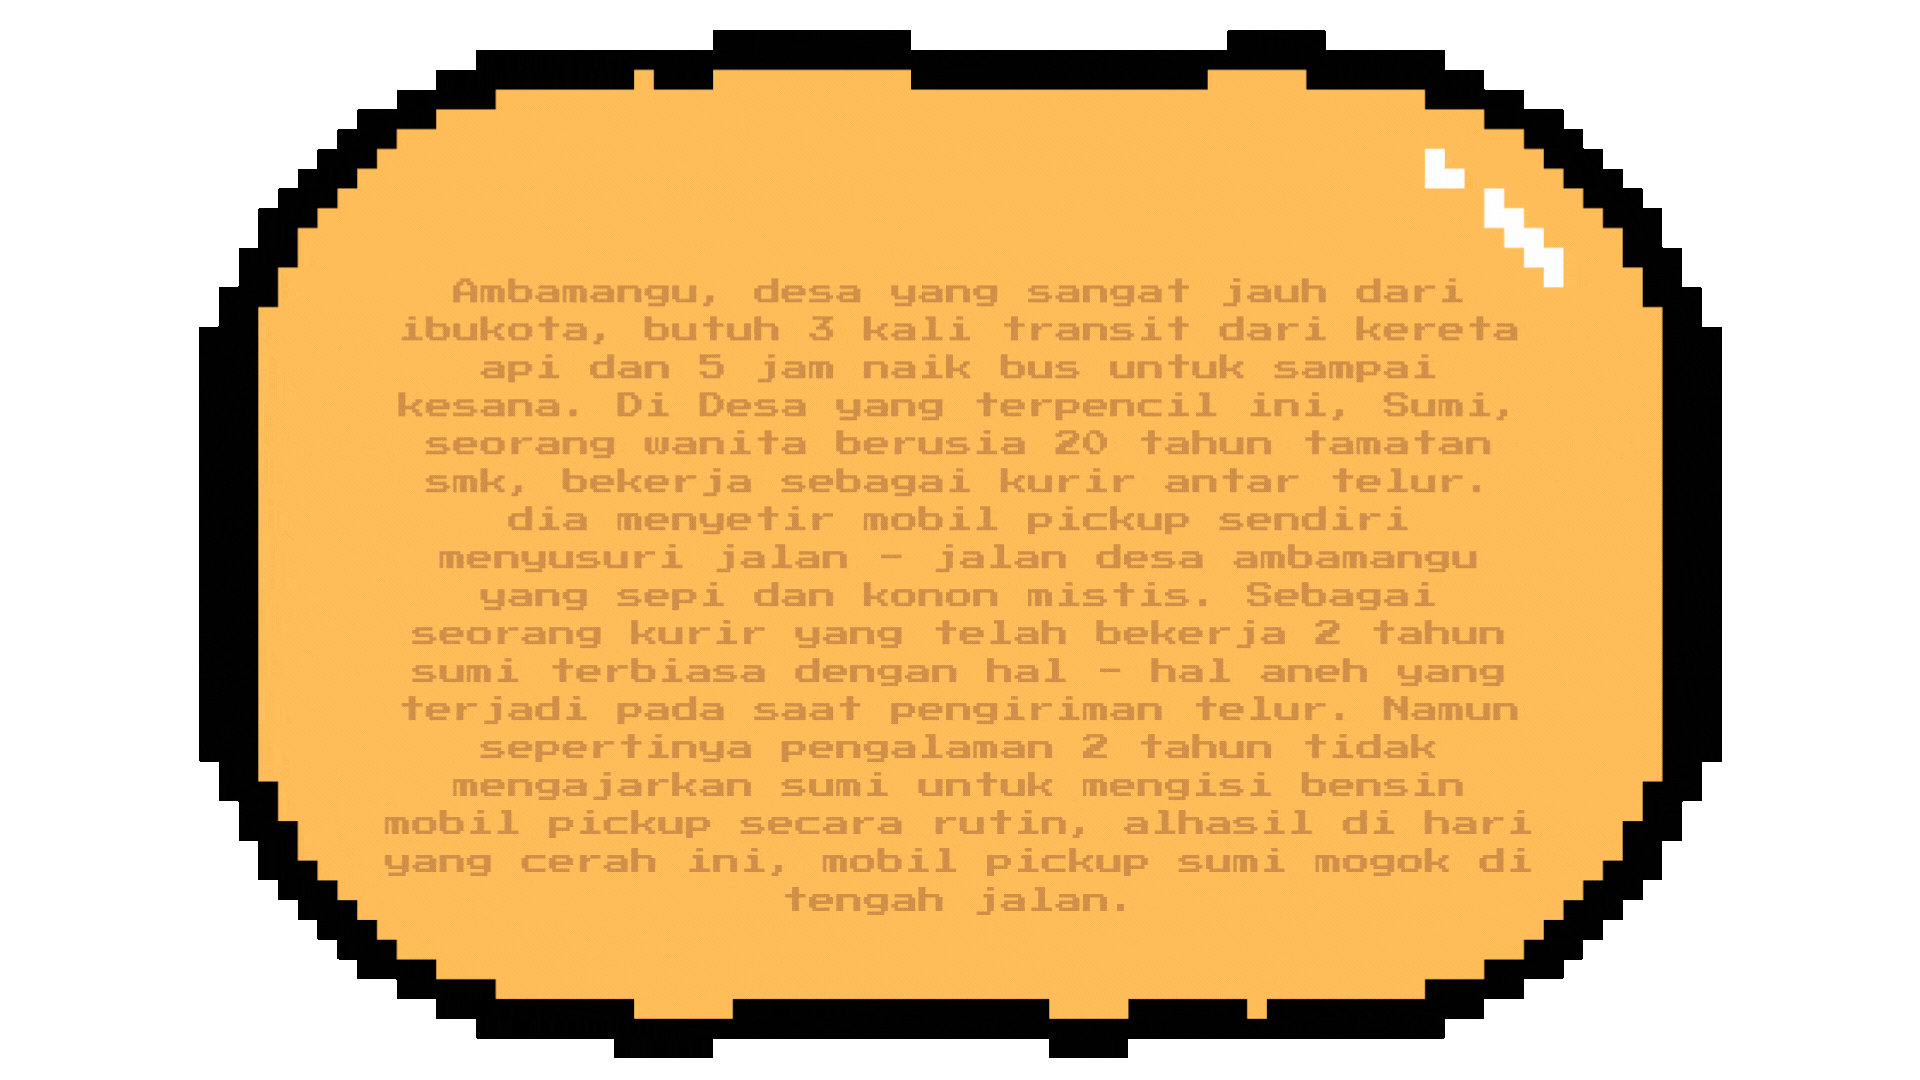 Ambamangu, desa yang sangat jauh dari
ibukota, butuh 3 kali transit dari kereta
api dan 5 jam naik bus untuk sampai
kesana. Di Desa yang terpencil ini, Sumi,
seorang wanita berusia 20 tahun tamatan
smk, bekerja sebagai kurir antar telur.
dia menyetir mobil pickup sendiri
menyusuri jalan - jalan desa ambamangu
yang sepi dan konon mistis. Sebagai
seorang kurir yang telah bekerja 2 tahun
sumi terbiasa dengan hal - hal aneh yang
terjadi pada saat pengiriman telur. Namun
sepertinya pengalaman 2 tahun tidak
mengajarkan sumi untuk mengisi bensin
mobil pickup secara rutin, alhasil di hari
yang cerah ini, mobil pickup sumi mogok di
tengah jalan.